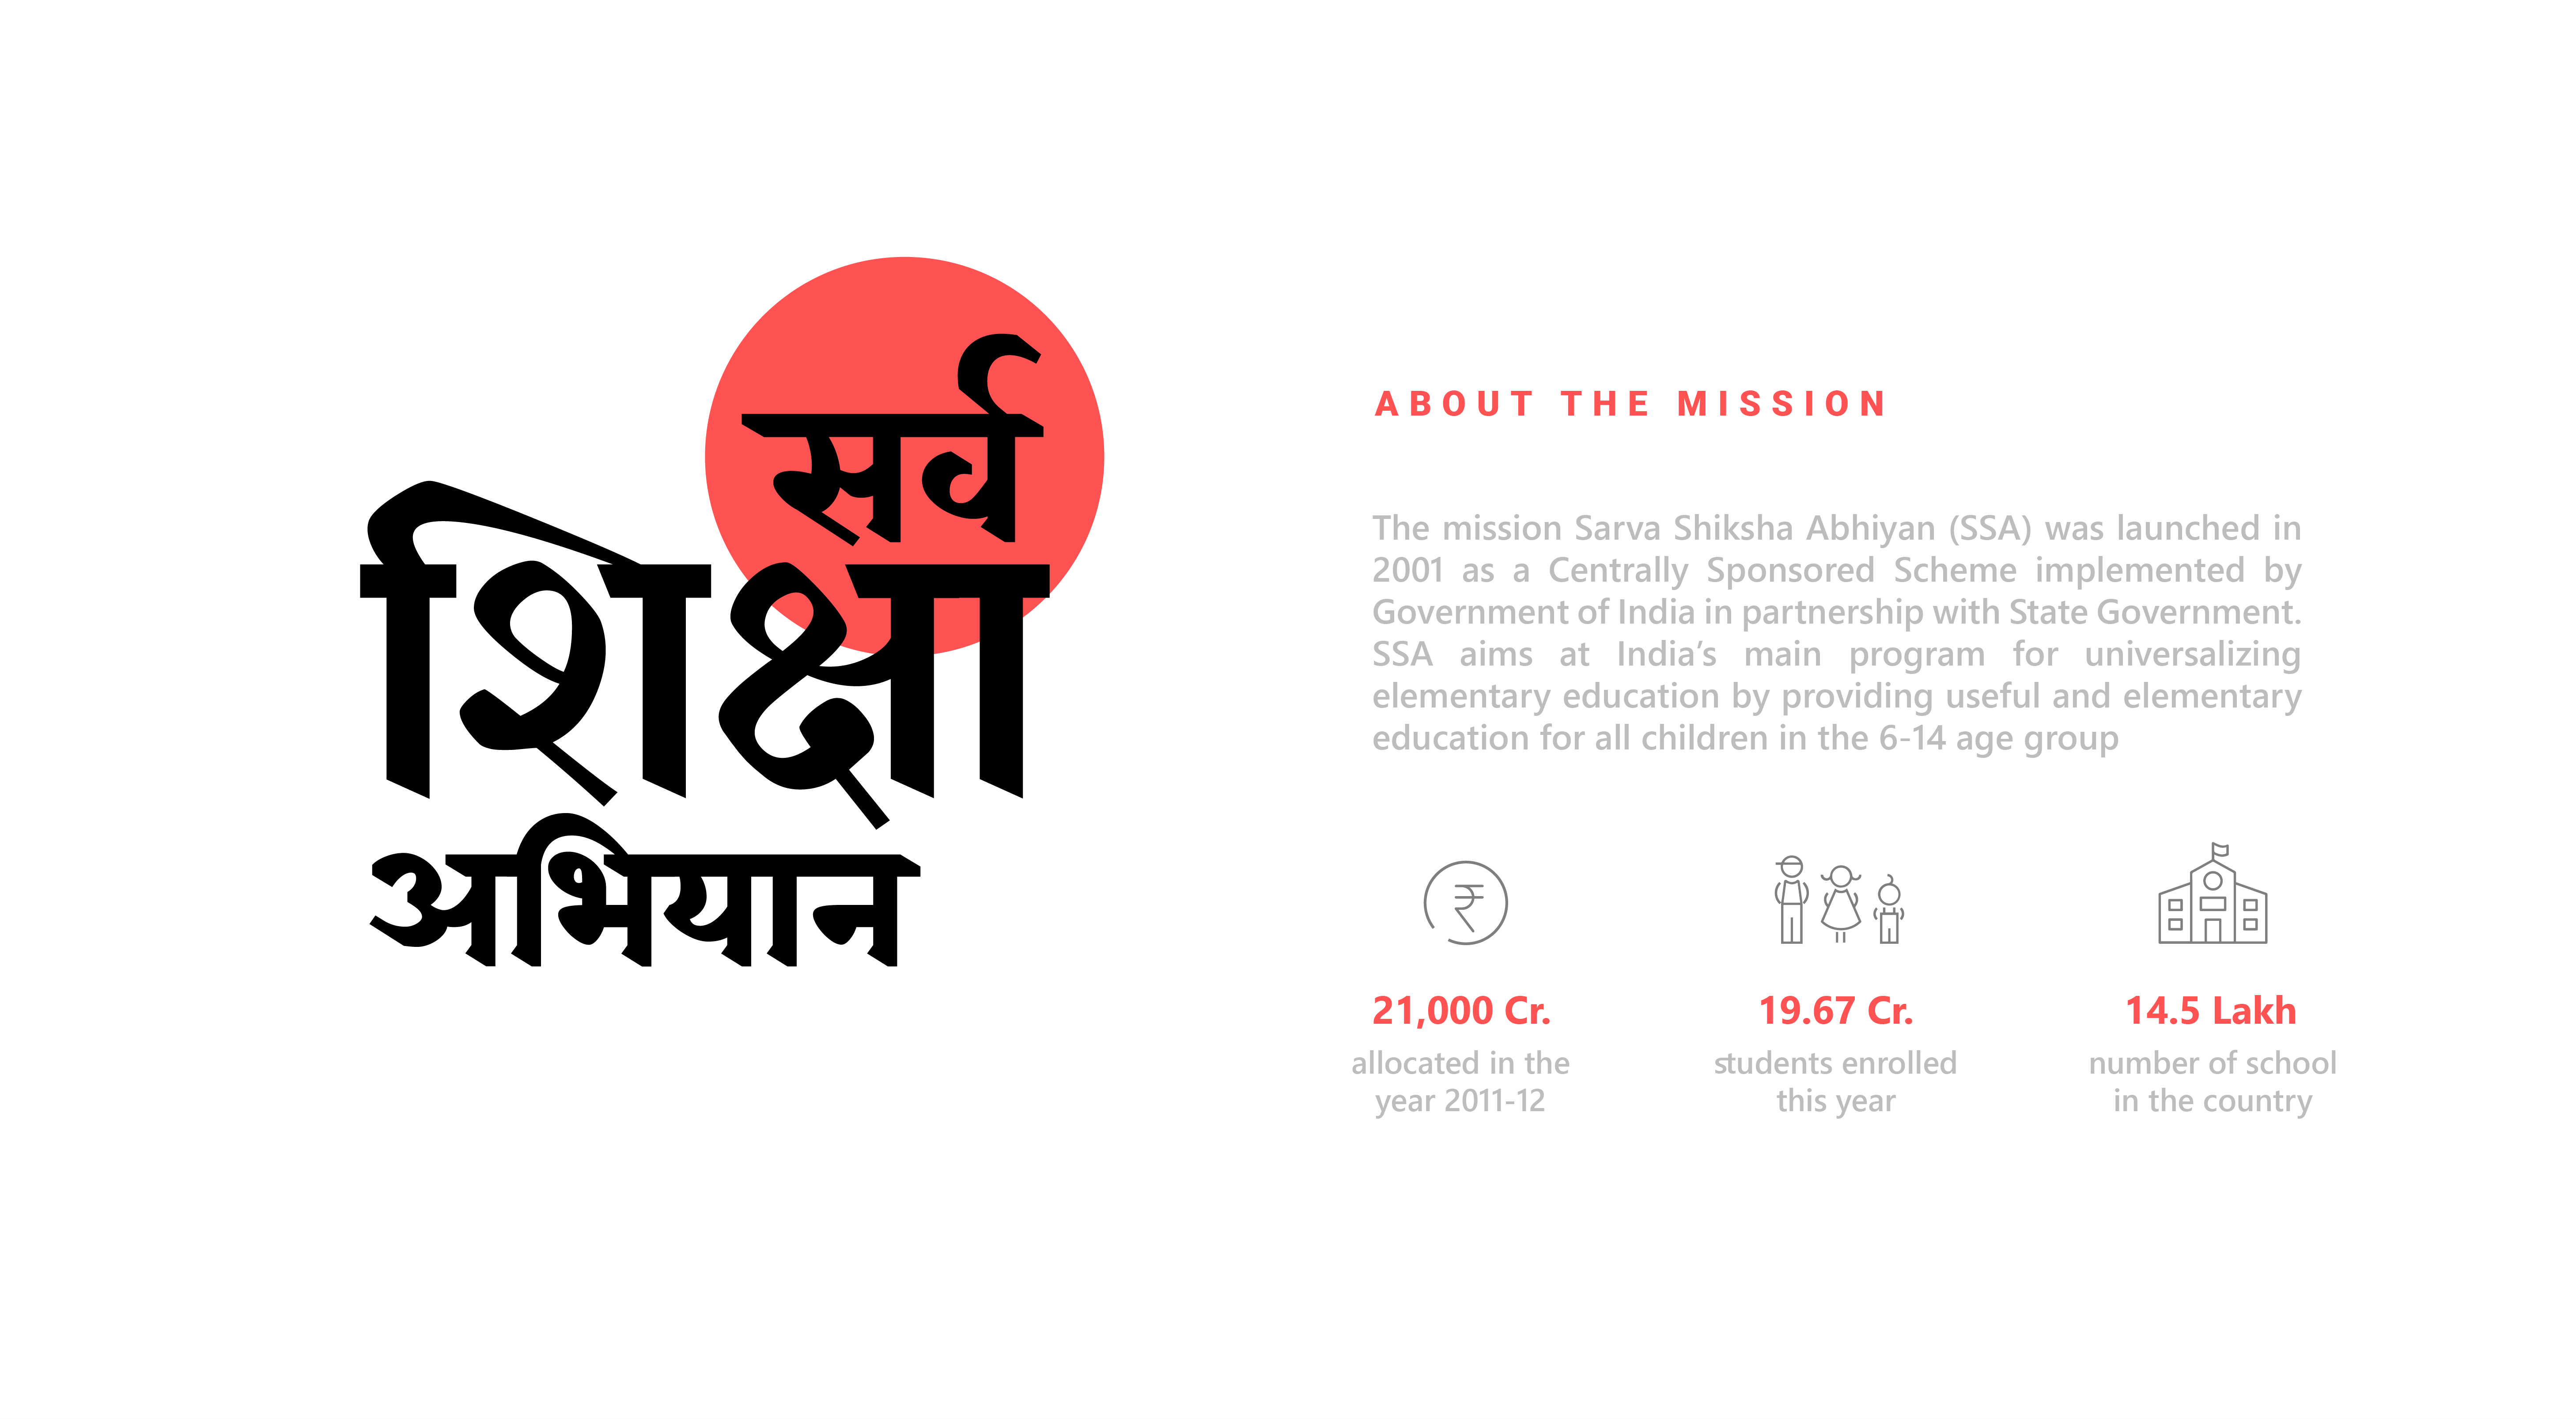 सर्व
शिक्षा
अभियान
ABOUT THE MISSION
The mission Sarva Shiksha Abhiyan (SSA) was launched in
2001 as a Centrally Sponsored Scheme implemented by
Government of India in partnership with State Government.
SSA aims at India’s main program for universalizing
elementary education by providing useful and elementary
education for all children in the 6-14 age group
₹
21,000 Cr.
allocated in the
year 2011-12
19.67 Cr.
students enrolled
this year
14.5 Lakh
number of school
in the country